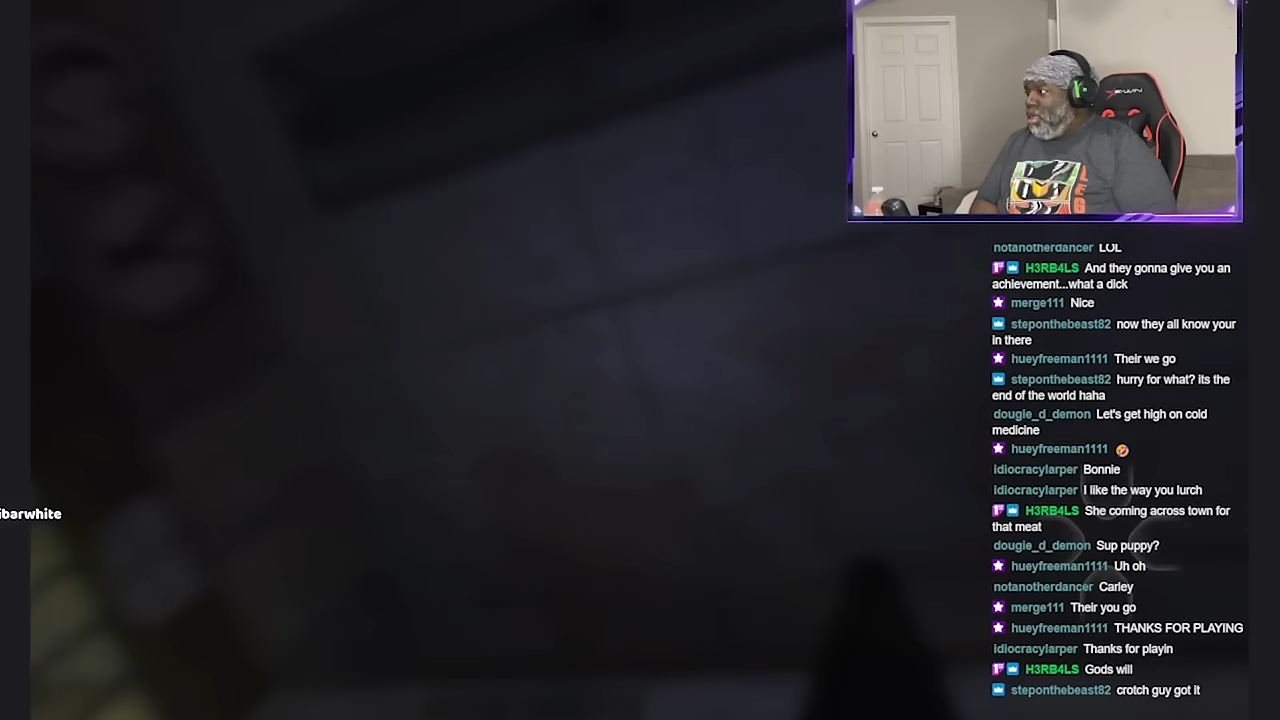 notanotherdancer LOL
H3RB4LS And they gonna give you an
achievement...what a dick
merge111 Nice
steponthebeast82 now they all know your
in there
hueyfreeman1111 Their we go
steponthebeast82 hurry for what? its the
end of the world haha
dougie_d_demon Let's get high on cold
medicine
hueyfreeman1111 🤣
idiocracylarper Bonnie
idiocracylarper I like the way you lurch
H3RB4LS She coming across town for
that meat
ibarwhite
dougie_d_demon Sup puppy?
hueyfreeman1111 Uh oh
notanotherdancer Carley
merge111 Their you go
hueyfreeman1111 THANKS FOR PLAYING
idiocracylarper Thanks for playin
H3RB4LS Gods will
steponthebeast82 crotch guy got it